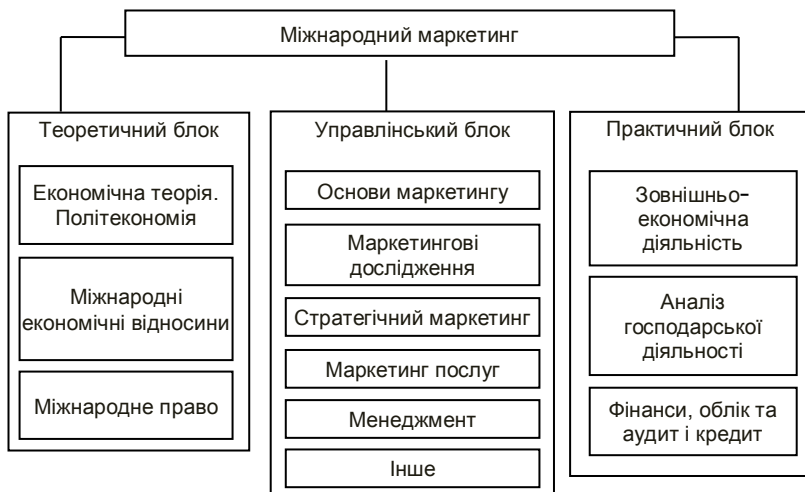 Міжнародний маркетинг
Теоретичний блок
Економічна теорія.
Політекономія
Міжнародні
економічні відносини
Міжнародне право
Управлінський блок
Основи маркетингу
Маркетингові
дослідження
Стратегічний маркетинг
Маркетинг послуг
Менеджмент
Інше
Практичний блок
Зовнішньо-
економічна
діяльність
Аналіз
господарської
діяльності
Фінанси, облік та
аудит і кредит